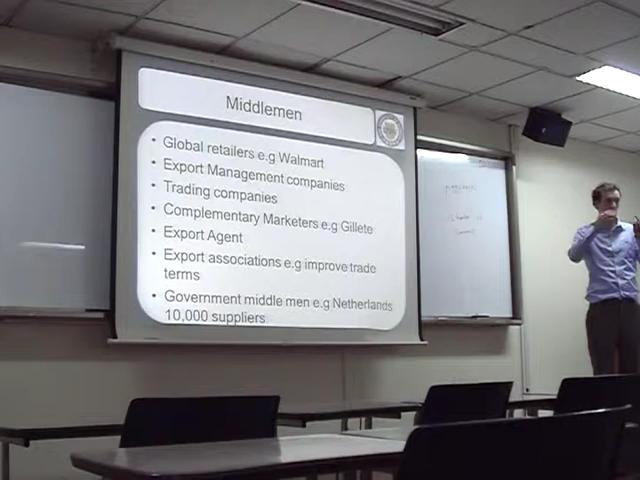 Middlemen
• Global retailers e.g Walmart
• Export Management companies
• Trading companies
• Complementary Marketers e.g Gillete
• Export Agent
• Export associations e.g improve trade
terms
• Government middle men e.g Netherlands
10,000 suppliers